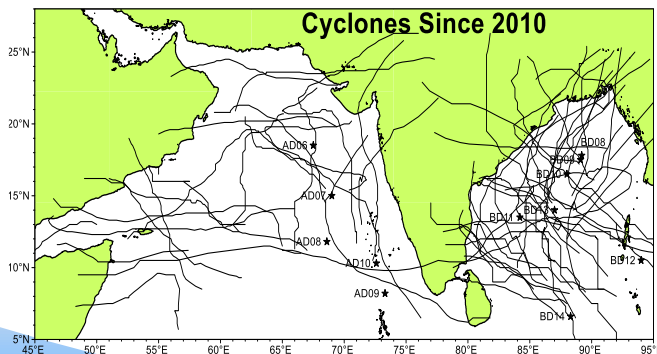 Cyclones Since 2010
25°N
20°N
15°N
10°N
5°N
AD06
AD07
AD08
AD10
AD09
BD08
BD09
BD10
BD11
BD13
BD12
BD14
45°E 50°E 55°E 60°E 65°E 70°E 75°E 80°E 85°E 90°E 95°